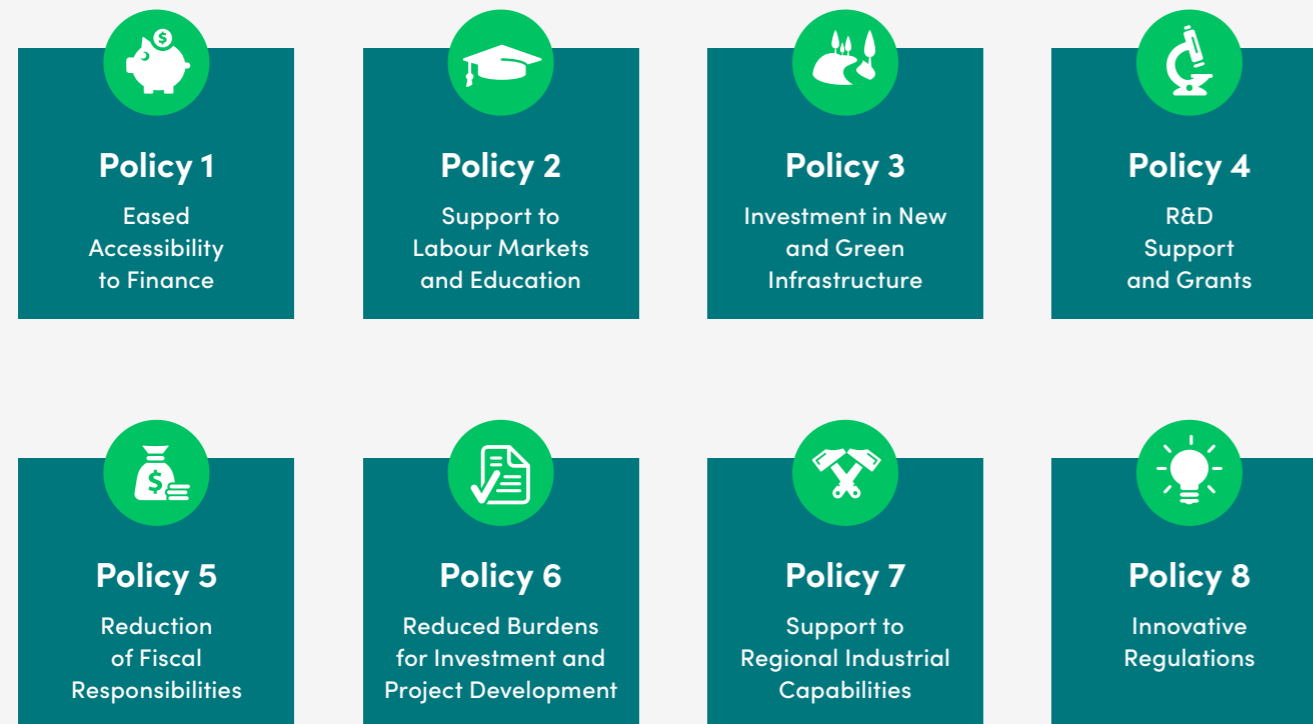 Policy 1
Eased
Accessibility
to Finance
Policy 2
Support to
Labour Markets
and Education
Policy 3
Investment in New
and Green
Infrastructure
Policy 4
R&D
Support
and Grants
Policy 5
Reduction
of Fiscal
Responsibilities
Policy 6
Reduced Burdens
for Investment and
Project Development
Policy 7
Support to
Regional Industrial
Capabilities
Policy 8
Innovative
Regulations